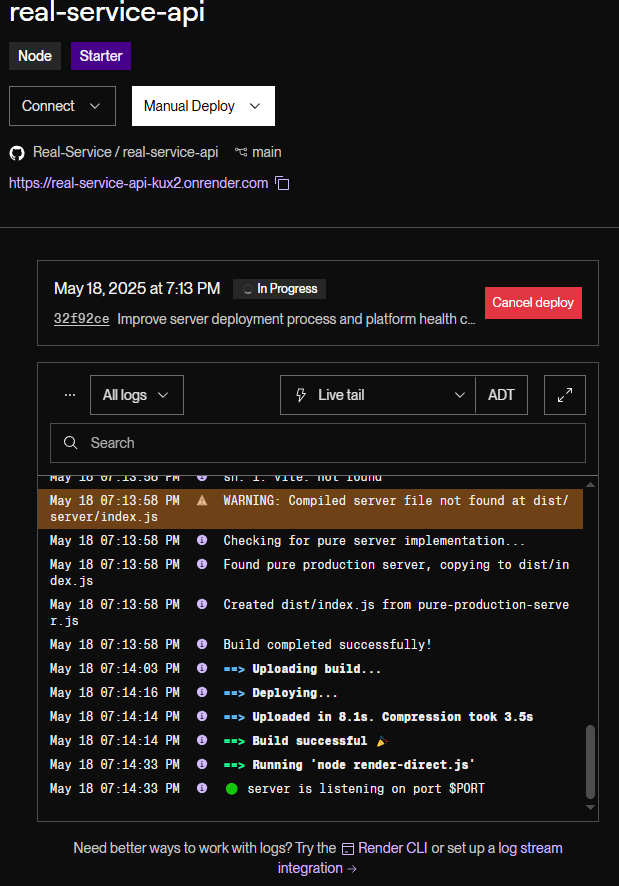 real-service-api
Node Starter
Connect Manual Deploy
Real-Service / real-service-api main
https://real-service-api-kux2.onrender.com
May 18, 2025 at 7:13 PM In Progress
Cancel deploy
32f92ce Improve server deployment process and platform health c...
... All logs Live tail ADT
Search
May 18 07:13:58 PM sh: 1: vite: not found
May 18 07:13:58 PM WARNING: Compiled server file not found at dist/
server/index.js
May 18 07:13:58 PM Checking for pure server implementation...
May 18 07:13:58 PM Found pure production server, copying to dist/in
dex.js
May 18 07:13:58 PM Created dist/index.js from pure-production-serve
r.js
May 18 07:13:58 PM Build completed successfully!
May 18 07:14:03 PM ==> Uploading build...
May 18 07:14:16 PM ==> Deploying...
May 18 07:14:14 PM ==> Uploaded in 8.1s. Compression took 3.5s
May 18 07:14:14 PM ==> Build successful 🎉
May 18 07:14:33 PM ==> Running 'node render-direct.js'
May 18 07:14:33 PM 🟢 server is listening on port $PORT
Need better ways to work with logs? Try the Render CLI or set up a log stream
integration →